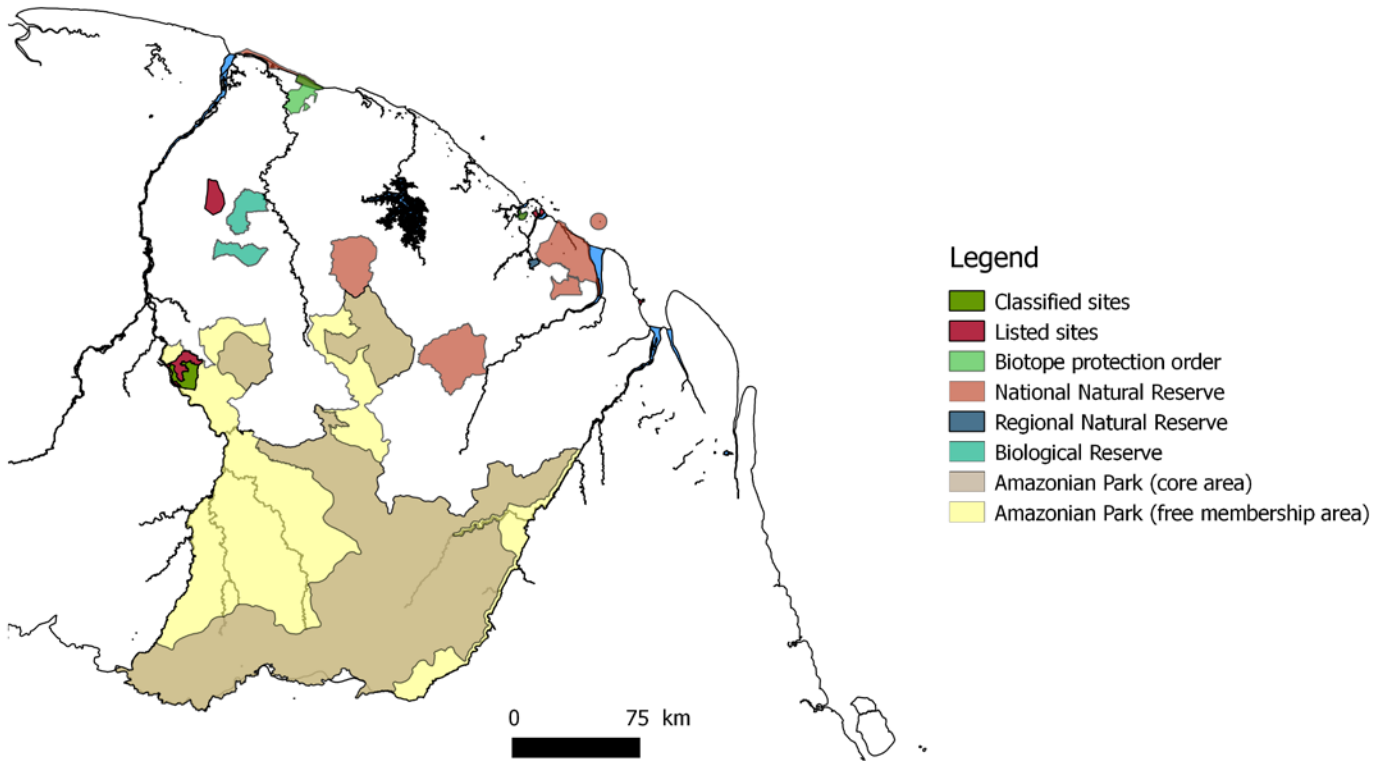 Legend
Classified sites
Listed sites
Biotope protection order
National Natural Reserve
Regional Natural Reserve
Biological Reserve
Amazonian Park (core area)
Amazonian Park (free membership area)
0 75 km